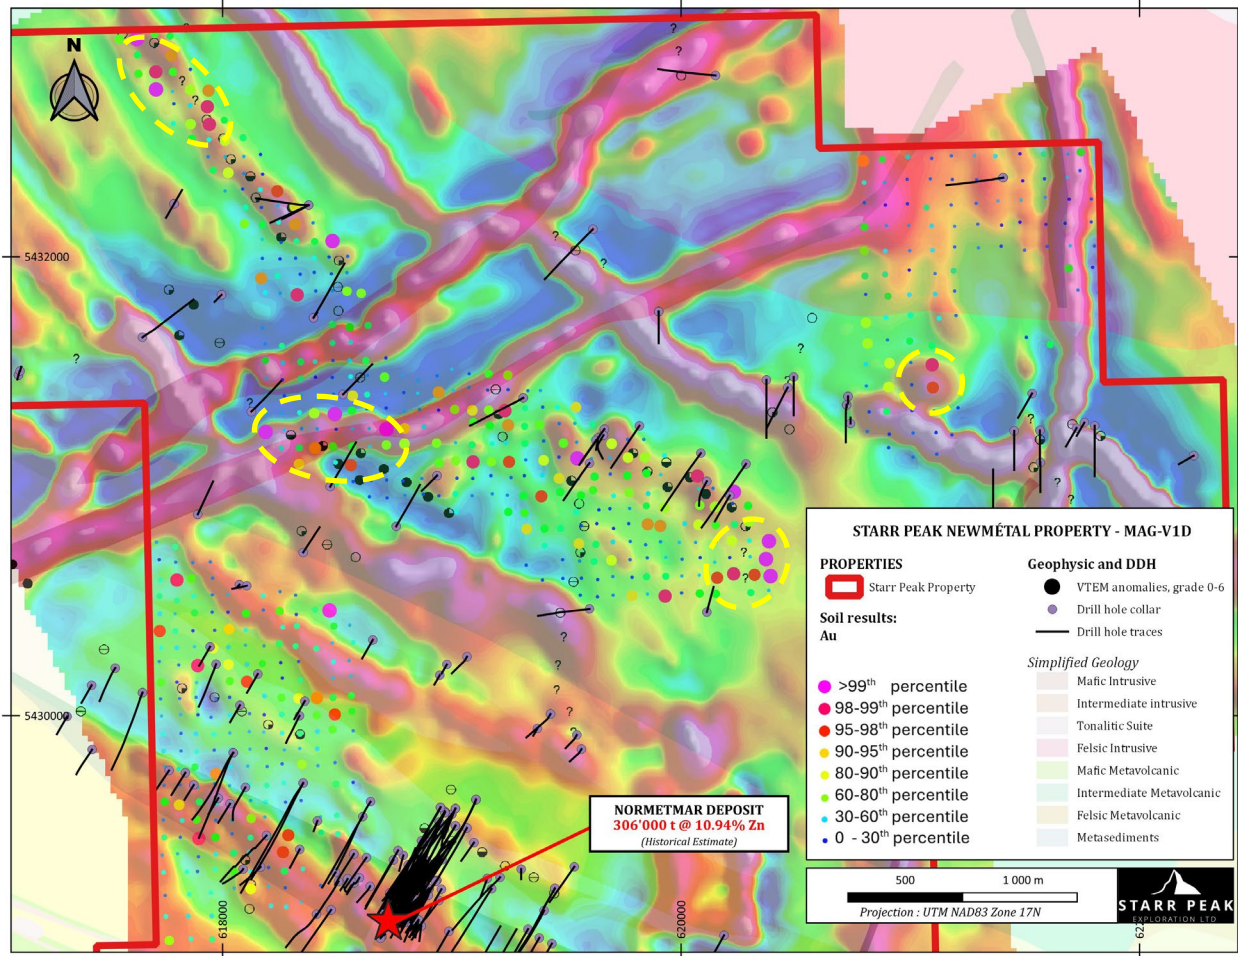 N
?
5432000
5430000
618000
620000
622
NORMETMAR DEPOSIT
306'000 t @ 10.94% Zn
(Historical Estimate)
STARR PEAK NEWMÉTAL PROPERTY - MAG-V1D
PROPERTIES
Starr Peak Property
Soil results:
Au
>99th percentile
98-99th percentile
95-98th percentile
90-95th percentile
80-90th percentile
60-80th percentile
30-60th percentile
0 - 30th percentile
Geophysic and DDH
VTEM anomalies, grade 0-6
Drill hole collar
Drill hole traces
Simplified Geology
Mafic Intrusive
Intermediate intrusive
Tonalitic Suite
Felsic Intrusive
Mafic Metavolcanic
Intermediate Metavolcanic
Felsic Metavolcanic
Metasediments
500 1 000 m
Projection : UTM NAD83 Zone 17N
STARR PEAK
EXPLORATION LTD